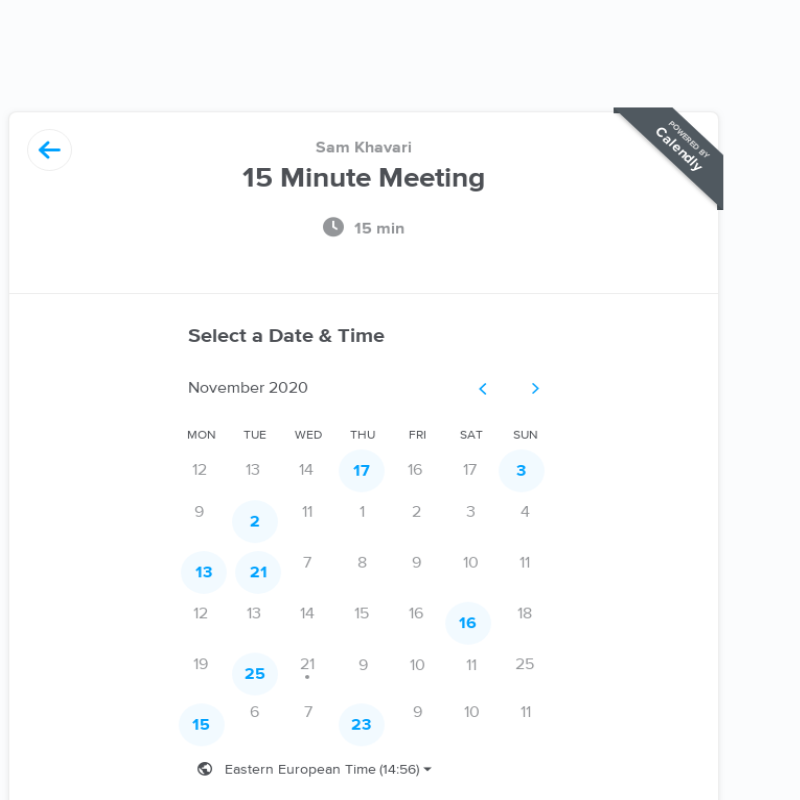 POWERED BY
Calendly
Sam Khavari
15 Minute Meeting
15 min
Select a Date & Time
November 2020
MON TUE WED THU FRI SAT SUN
12 13 14 17 16 17 3
9 2 11 1 2 3 4
13 21 7 8 9 10 11
12 13 14 15 16 16 18
19 25 21 9 10 11 25
15 6 7 23 9 10 11
Eastern European Time (14:56)